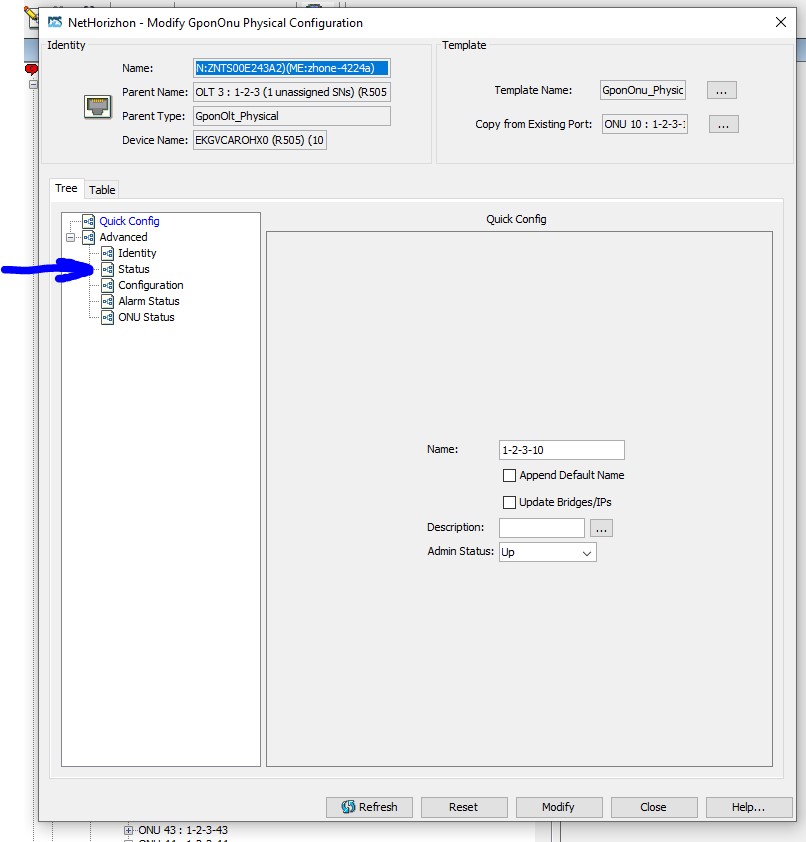 NetHorizhon - Modify GponOnu Physical Configuration
Identity
Name: N:ZNTS00E243A2)(ME:zhone-4224a)
Parent Name: OLT 3 : 1-2-3 (1 unassigned SNs) (R505
Parent Type: GponOlt_Physical
Device Name: EKGVCAROHX0 (R505) (10
Template
Template Name: GponOnu_Physic ...
Copy from Existing Port: ONU 10 : 1-2-3-1 ...
Tree Table
Quick Config
Advanced
Identity
Status
Configuration
Alarm Status
ONU Status
Quick Config
Name: 1-2-3-10
Append Default Name
Update Bridges/IPs
Description: ...
Admin Status: Up
Refresh Reset Modify Close Help...
ONU 43 : 1-2-3-43